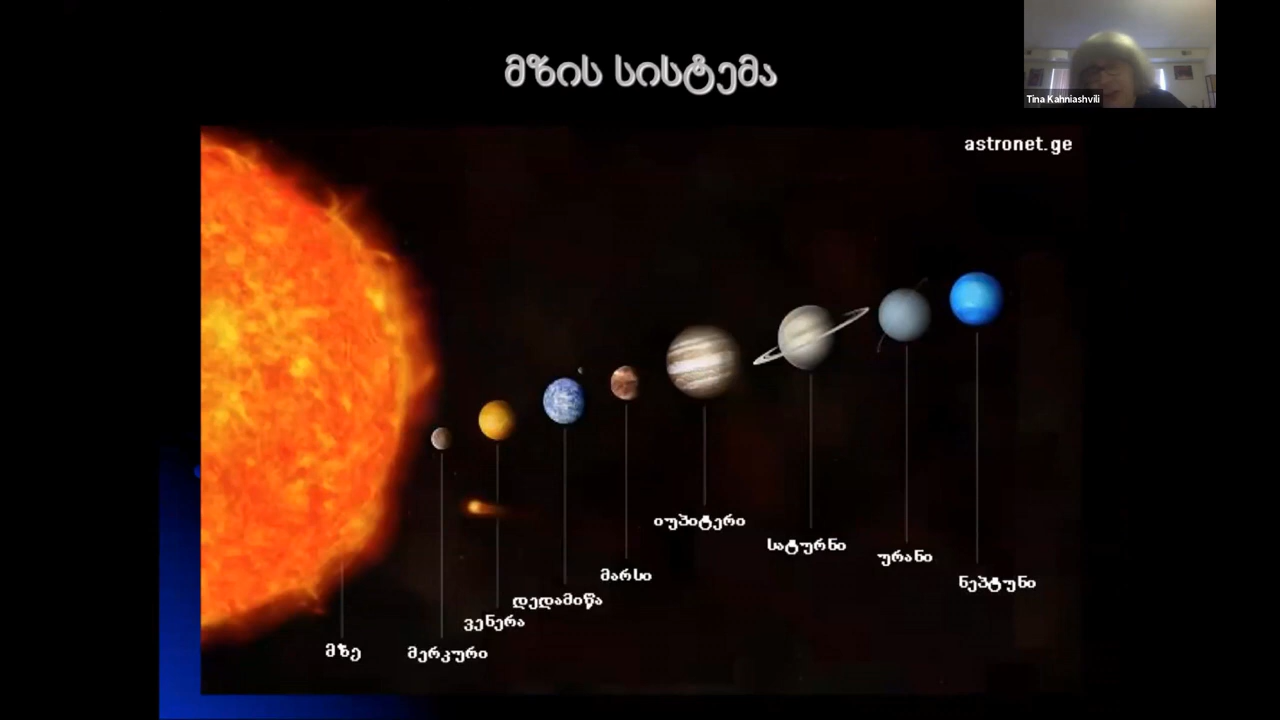 მზის სისტემა
Tina Kahniashvili
astronet.ge
იუპიტერი
სატურნი
ურანი
მარსი
ნეპტუნი
დედამიწა
ვენერა
მზე
მერკური